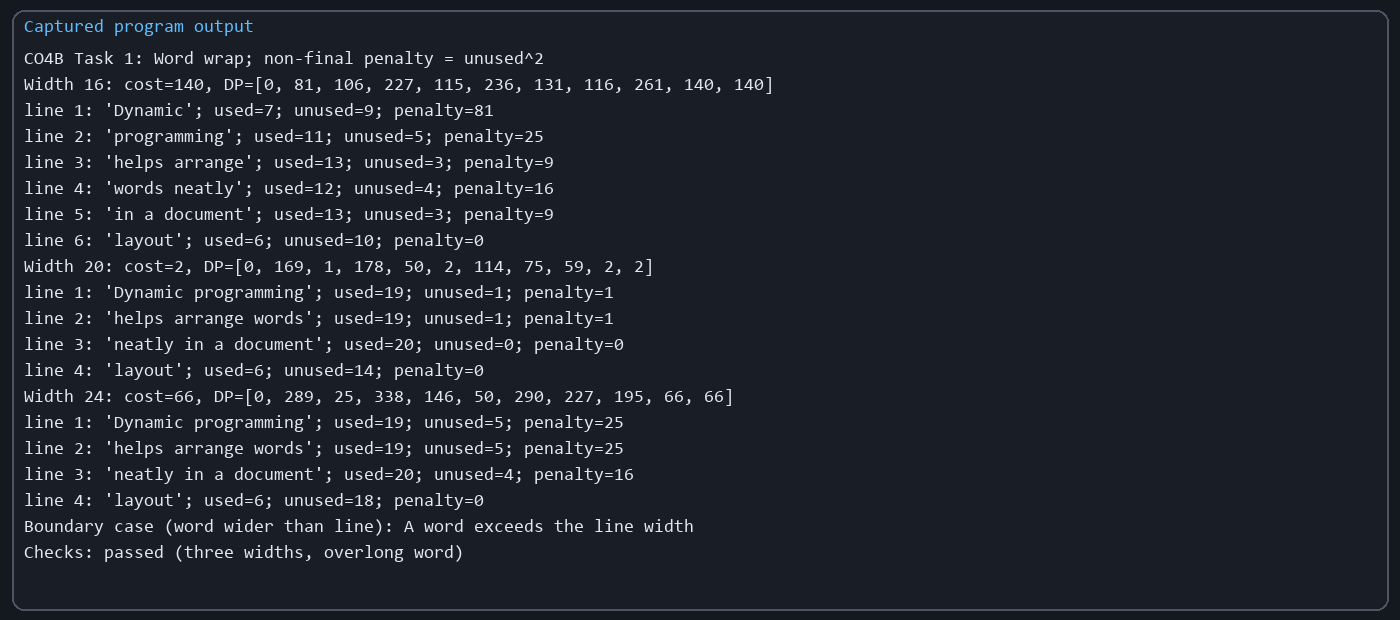 Captured program output
CO4B Task 1: Word wrap; non-final penalty = unused^2
Width 16: cost=140, DP=[0, 81, 106, 227, 115, 236, 131, 116, 261, 140, 140]
line 1: 'Dynamic'; used=7; unused=9; penalty=81
line 2: 'programming'; used=11; unused=5; penalty=25
line 3: 'helps arrange'; used=13; unused=3; penalty=9
line 4: 'words neatly'; used=12; unused=4; penalty=16
line 5: 'in a document'; used=13; unused=3; penalty=9
line 6: 'layout'; used=6; unused=10; penalty=0
Width 20: cost=2, DP=[0, 169, 1, 178, 50, 2, 114, 75, 59, 2, 2]
line 1: 'Dynamic programming'; used=19; unused=1; penalty=1
line 2: 'helps arrange words'; used=19; unused=1; penalty=1
line 3: 'neatly in a document'; used=20; unused=0; penalty=0
line 4: 'layout'; used=6; unused=14; penalty=0
Width 24: cost=66, DP=[0, 289, 25, 338, 146, 50, 290, 227, 195, 66, 66]
line 1: 'Dynamic programming'; used=19; unused=5; penalty=25
line 2: 'helps arrange words'; used=19; unused=5; penalty=25
line 3: 'neatly in a document'; used=20; unused=4; penalty=16
line 4: 'layout'; used=6; unused=18; penalty=0
Boundary case (word wider than line): A word exceeds the line width
Checks: passed (three widths, overlong word)